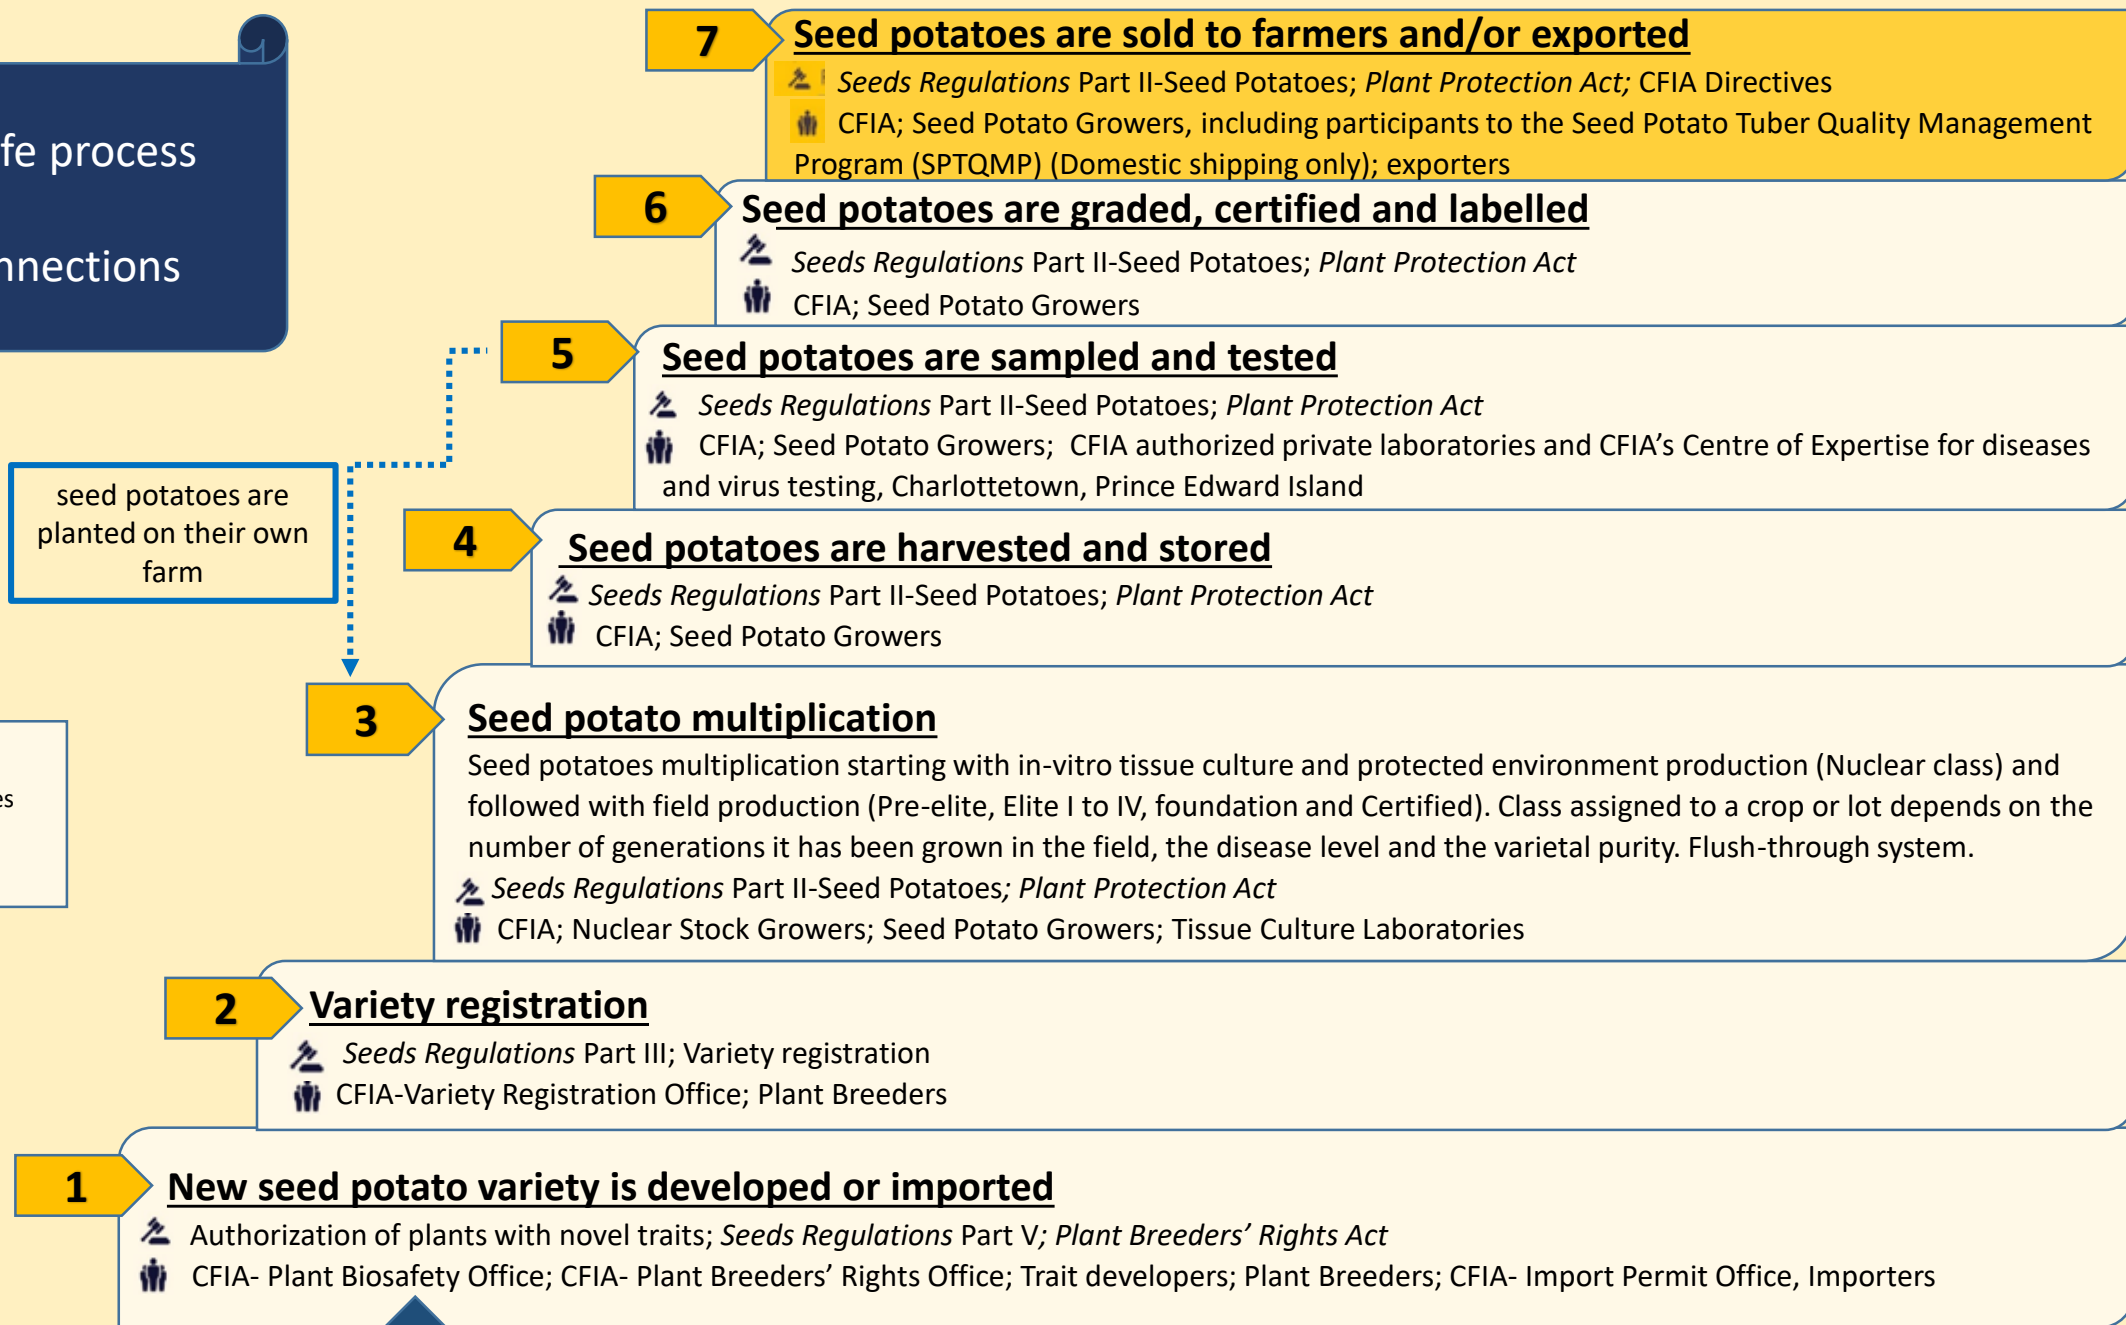 fe process
nnections
7
Seed potatoes are sold to farmers and/or exported
Seeds Regulations Part II-Seed Potatoes; Plant Protection Act; CFIA Directives
CFIA; Seed Potato Growers, including participants to the Seed Potato Tuber Quality Management
Program (SPTQMP) (Domestic shipping only); exporters
6
Seed potatoes are graded, certified and labelled
Seeds Regulations Part II-Seed Potatoes; Plant Protection Act
CFIA; Seed Potato Growers
5
Seed potatoes are sampled and tested
Seeds Regulations Part II-Seed Potatoes; Plant Protection Act
CFIA; Seed Potato Growers; CFIA authorized private laboratories and CFIA’s Centre of Expertise for diseases
and virus testing, Charlottetown, Prince Edward Island
seed potatoes are
planted on their own
farm
4
Seed potatoes are harvested and stored
Seeds Regulations Part II-Seed Potatoes; Plant Protection Act
CFIA; Seed Potato Growers
3
Seed potato multiplication
Seed potatoes multiplication starting with in-vitro tissue culture and protected environment production (Nuclear class) and
followed with field production (Pre-elite, Elite I to IV, foundation and Certified). Class assigned to a crop or lot depends on the
number of generations it has been grown in the field, the disease level and the varietal purity. Flush-through system.
Seeds Regulations Part II-Seed Potatoes; Plant Protection Act
CFIA; Nuclear Stock Growers; Seed Potato Growers; Tissue Culture Laboratories
es
2
Variety registration
Seeds Regulations Part III; Variety registration
CFIA-Variety Registration Office; Plant Breeders
1
New seed potato variety is developed or imported
Authorization of plants with novel traits; Seeds Regulations Part V; Plant Breeders’ Rights Act
CFIA- Plant Biosafety Office; CFIA- Plant Breeders’ Rights Office; Trait developers; Plant Breeders; CFIA- Import Permit Office, Importers